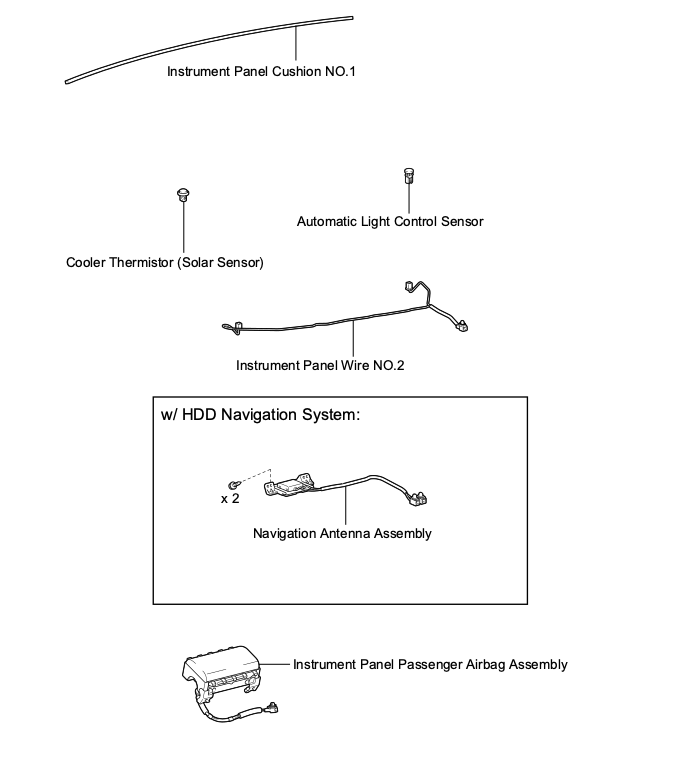 Instrument Panel Cushion NO.1
Automatic Light Control Sensor
Cooler Thermistor (Solar Sensor)
Instrument Panel Wire NO.2
w/ HDD Navigation System:
x 2
Navigation Antenna Assembly
Instrument Panel Passenger Airbag Assembly